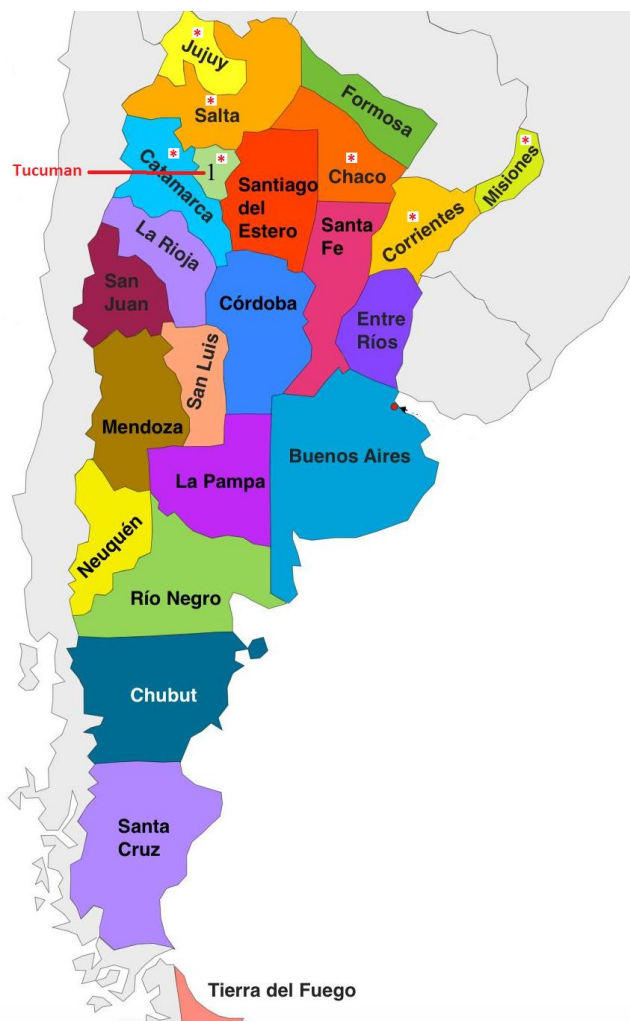 *
Jujuy
*
Salta
Formosa
*
Catamarca
*
1
Tucuman
*
Chaco
*
Misiones
Santiago
del
Estero
Santa
Fe
*
Corrientes
La Rioja
San
Juan
Córdoba
Entre
Ríos
San Luis
Mendoza
Buenos Aires
La Pampa
Neuquén
Río Negro
Chubut
Santa
Cruz
Tierra del Fuego